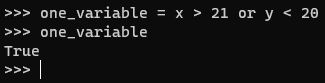 >>> one_variable = x > 21 or y < 20
>>> one_variable
True
>>>